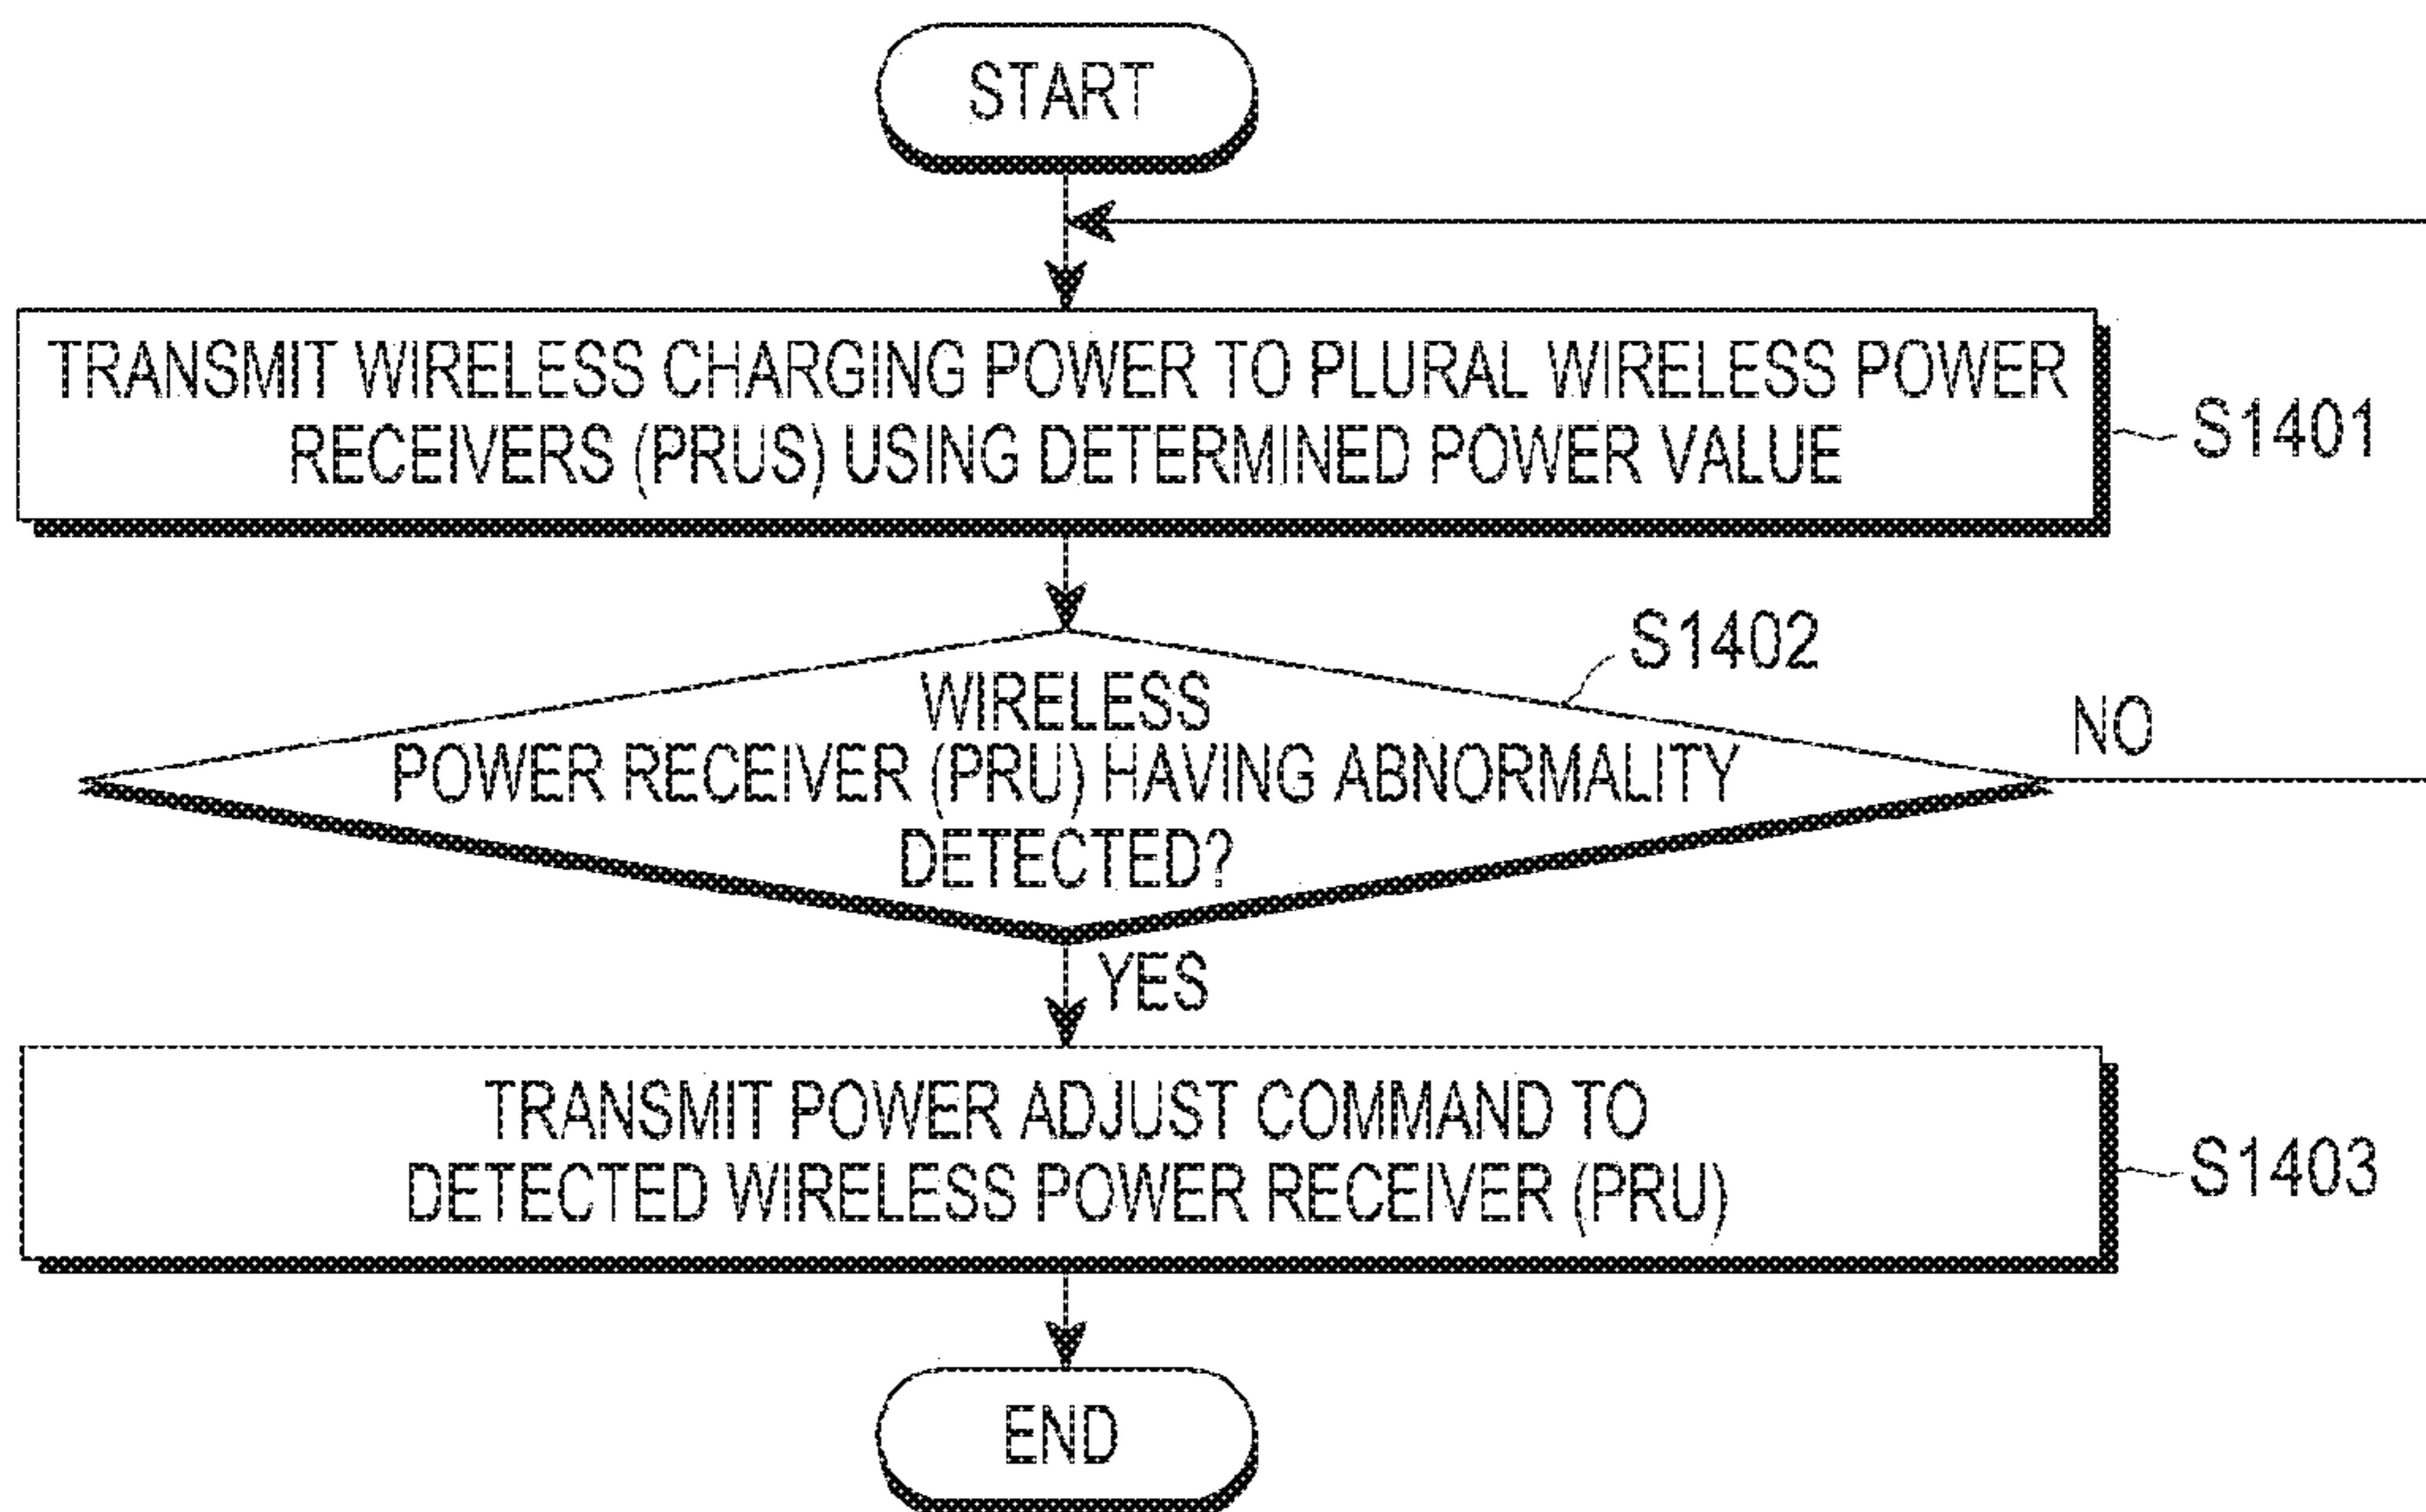 START
TRANSMIT WIRELESS CHARGING POWER TO PLURAL WIRELESS POWER
RECEIVERS (PRUS) USING DETERMINED POWER VALUE
S1401
S1402
WIRELESS
POWER RECEIVER (PRU) HAVING ABNORMALITY
DETECTED?
NO
YES
TRANSMIT POWER ADJUST COMMAND TO
DETECTED WIRELESS POWER RECEIVER (PRU)
S1403
END